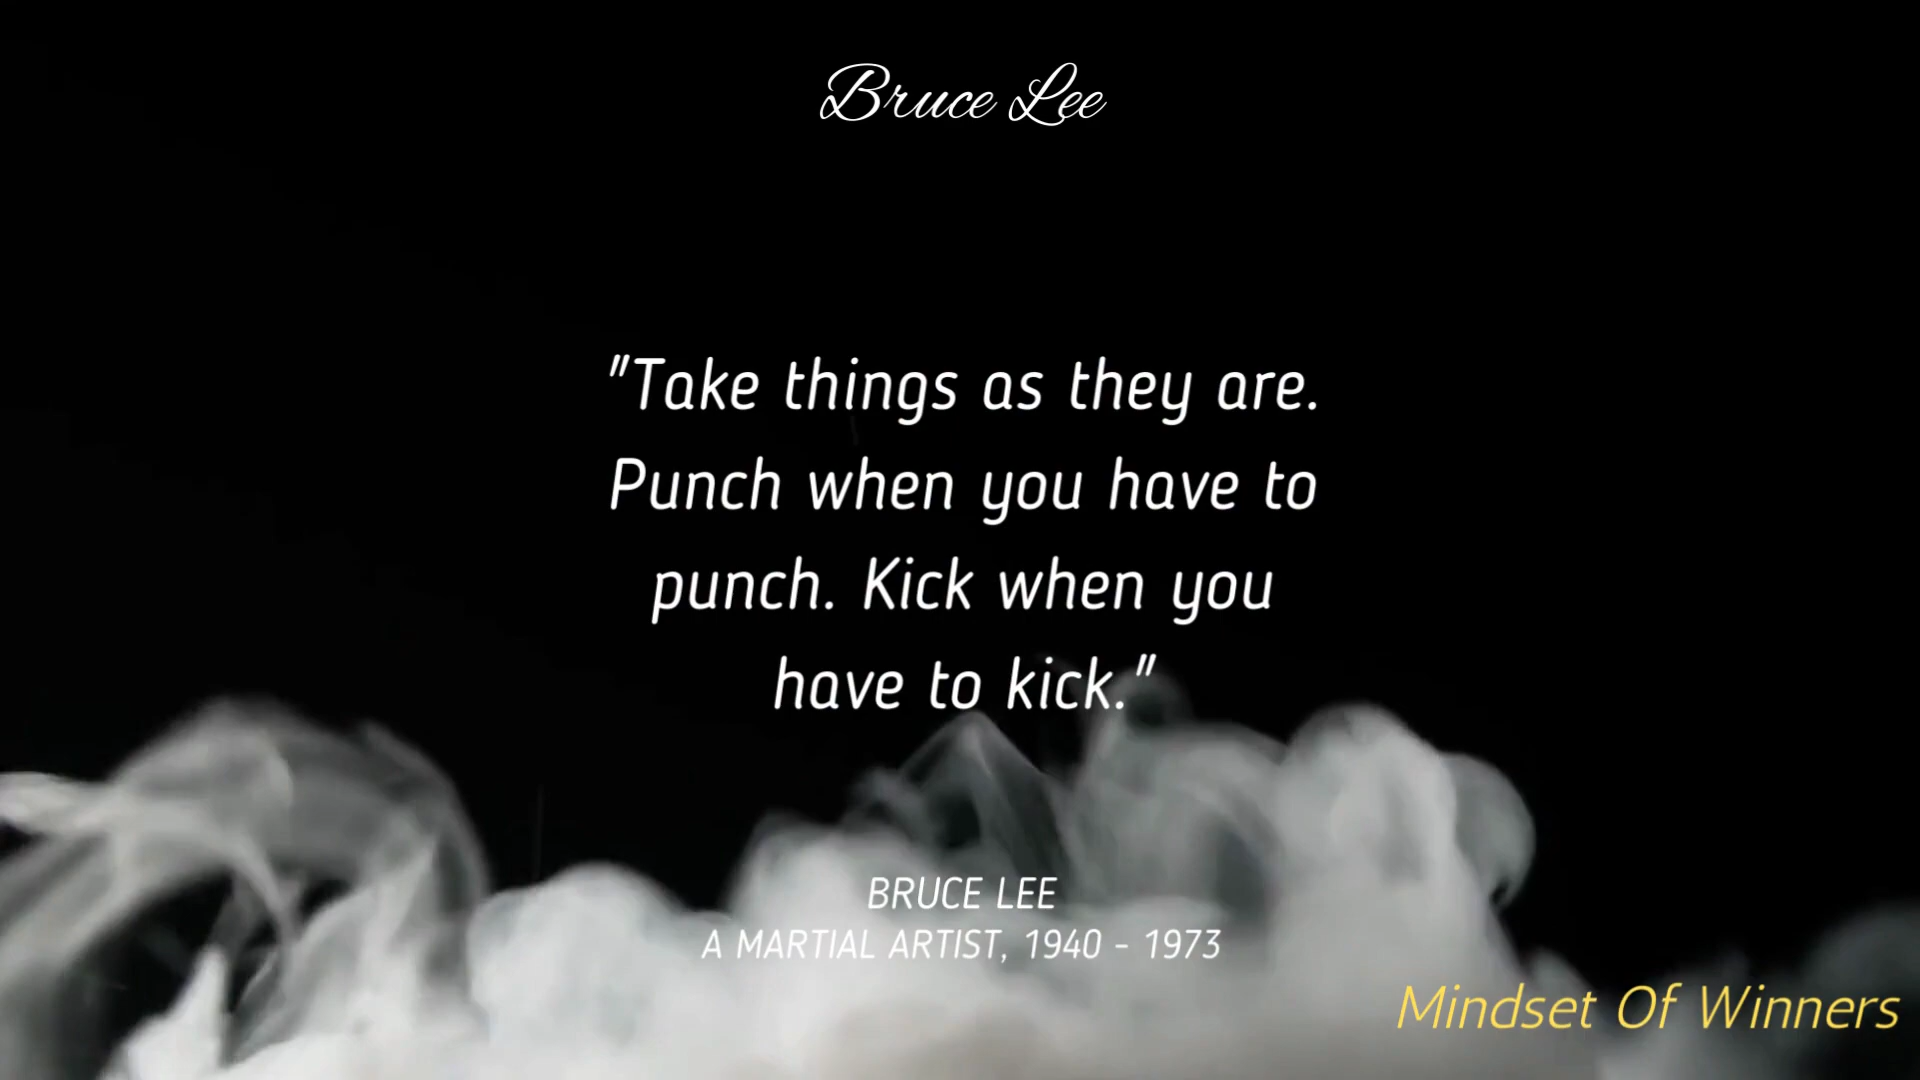 Bruce Lee
"Take things as they are.
Punch when you have to
punch. Kick when you
have to kick."
BRUCE LEE
A MARTIAL ARTIST, 1940 - 1973
Mindset Of Winners